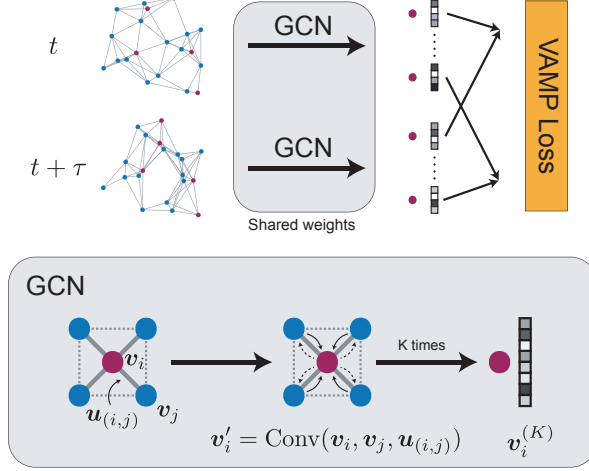 t
GCN
t + τ
GCN
Shared weights
VAMP Loss
GCN
v_i
u_{(i,j)}
v_j
K times
v'_i = Conv(v_i, v_j, u_{(i,j)})
v_i^{(K)}